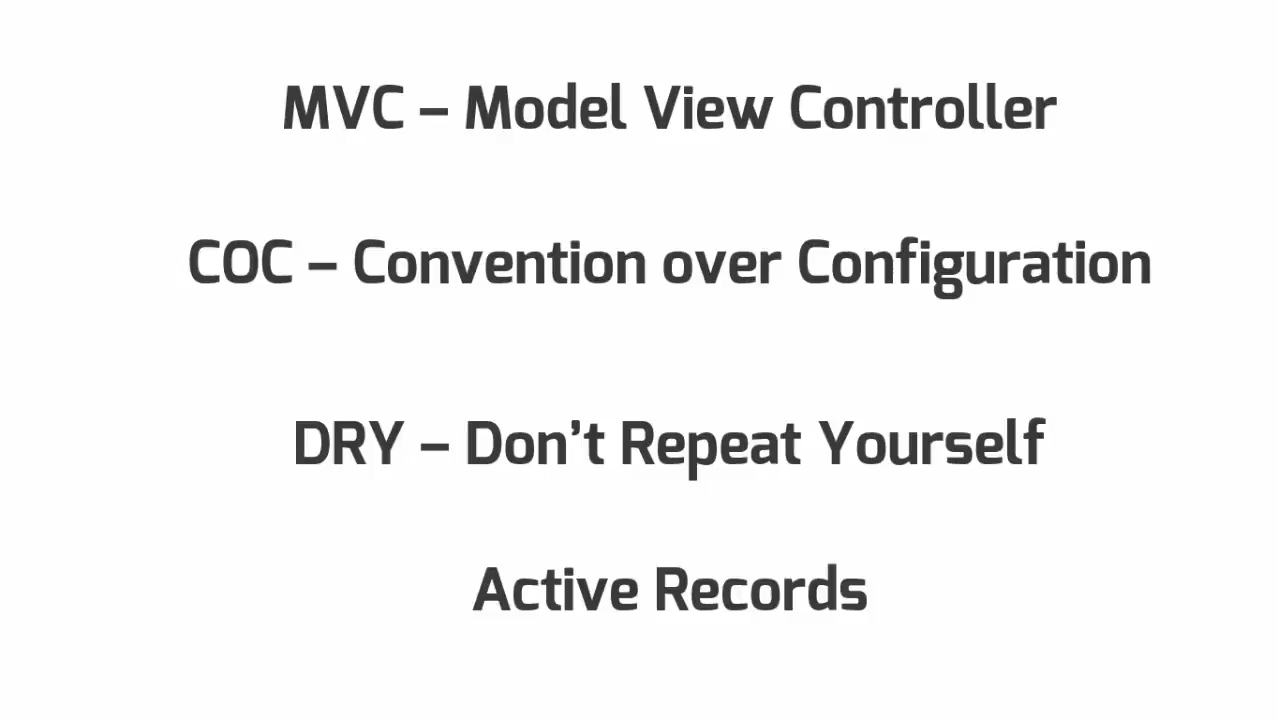 MVC – Model View Controller
COC – Convention over Configuration
DRY – Don’t Repeat Yourself
Active Records